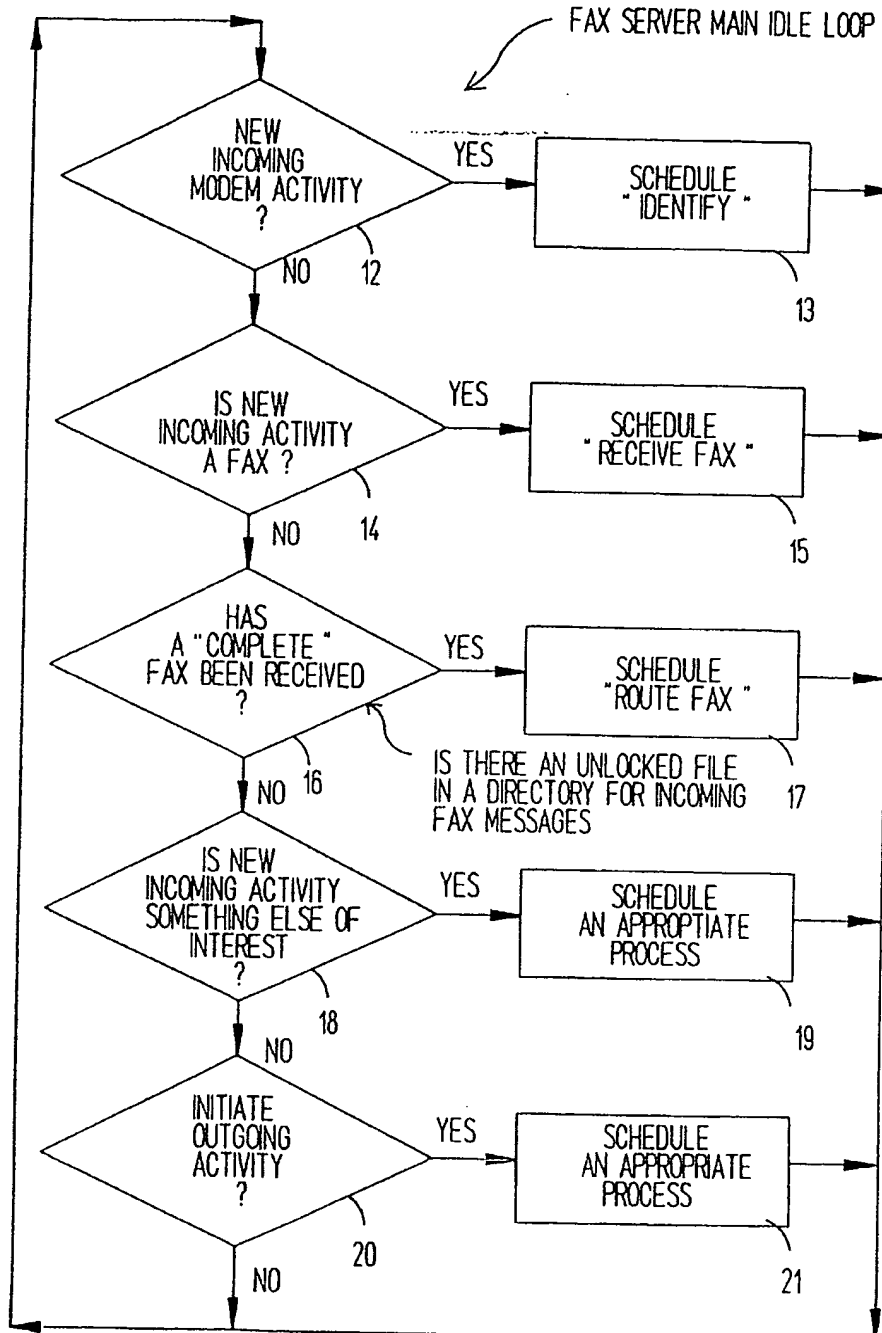 FAX SERVER MAIN IDLE LOOP
NEW
INCOMING
MODEM ACTIVITY
?
YES
SCHEDULE
"IDENTIFY"
12
13
NO
IS NEW
INCOMING ACTIVITY
A FAX ?
YES
SCHEDULE
"RECEIVE FAX"
14
15
NO
HAS
A "COMPLETE"
FAX BEEN RECEIVED
?
YES
SCHEDULE
"ROUTE FAX"
16
17
IS THERE AN UNLOCKED FILE
IN A DIRECTORY FOR INCOMING
FAX MESSAGES
NO
IS NEW
INCOMING ACTIVITY
SOMETHING ELSE OF
INTEREST
?
YES
SCHEDULE
AN APPROPTIATE
PROCESS
18
19
NO
INITIATE
OUTGOING
ACTIVITY
?
YES
SCHEDULE
AN APPROPRIATE
PROCESS
20
21
NO